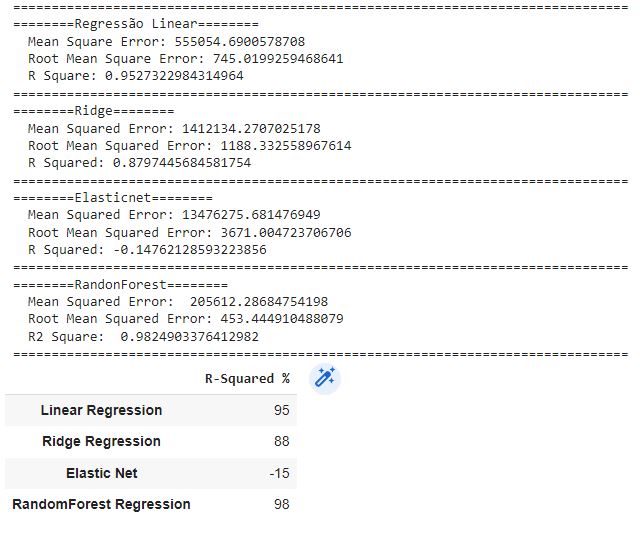 ================================================================================
========Regressão Linear========
Mean Square Error: 555054.6900578708
Root Mean Square Error: 745.0199259468641
R Square: 0.9527322984314964
================================================================================
========Ridge========
Mean Squared Error: 1412134.2707025178
Root Mean Squared Error: 1188.332558967614
R Squared: 0.8797445684581754
================================================================================
========Elasticnet========
Mean Squared Error: 13476275.681476949
Root Mean Squared Error: 3671.004723706706
R Squared: -0.14762128593223856
================================================================================
========RandonForest========
Mean Squared Error:  205612.28684754198
Root Mean Squared Error: 453.444910488079
R2 Square:  0.9824903376412982
================================================================================
R-Squared %
Linear Regression 95
Ridge Regression 88
Elastic Net -15
RandomForest Regression 98